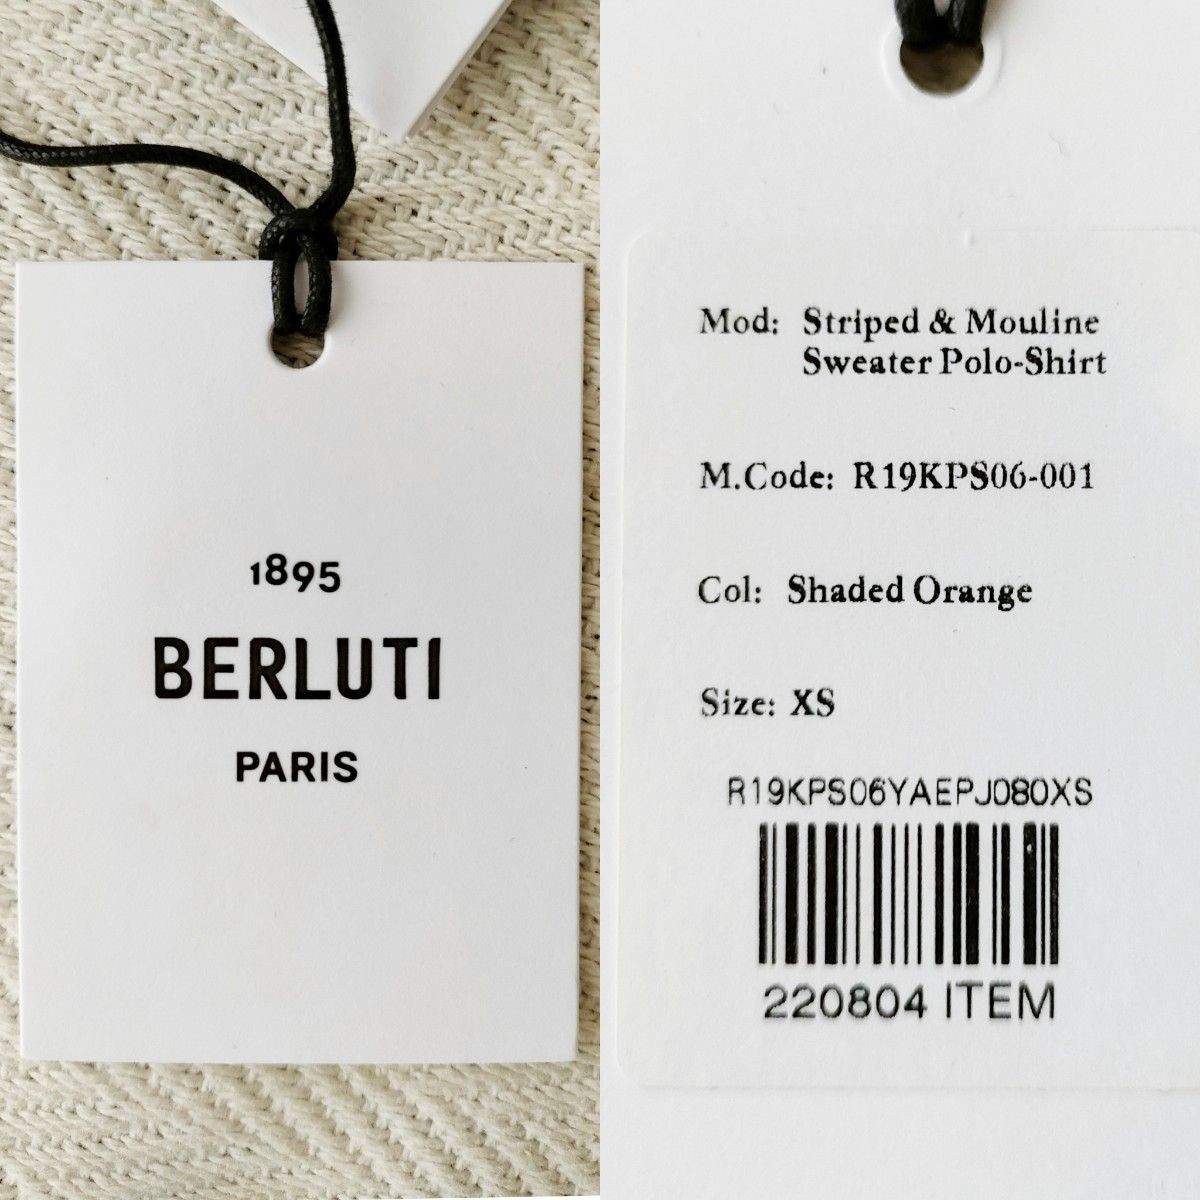 1895
BERLUTI
PARIS
Mod: Striped & Mouline
Sweater Polo-Shirt
M.Code: R19KPS06-001
Col: Shaded Orange
Size: XS
R19KPS06YAEPJ080XS
220804 ITEM